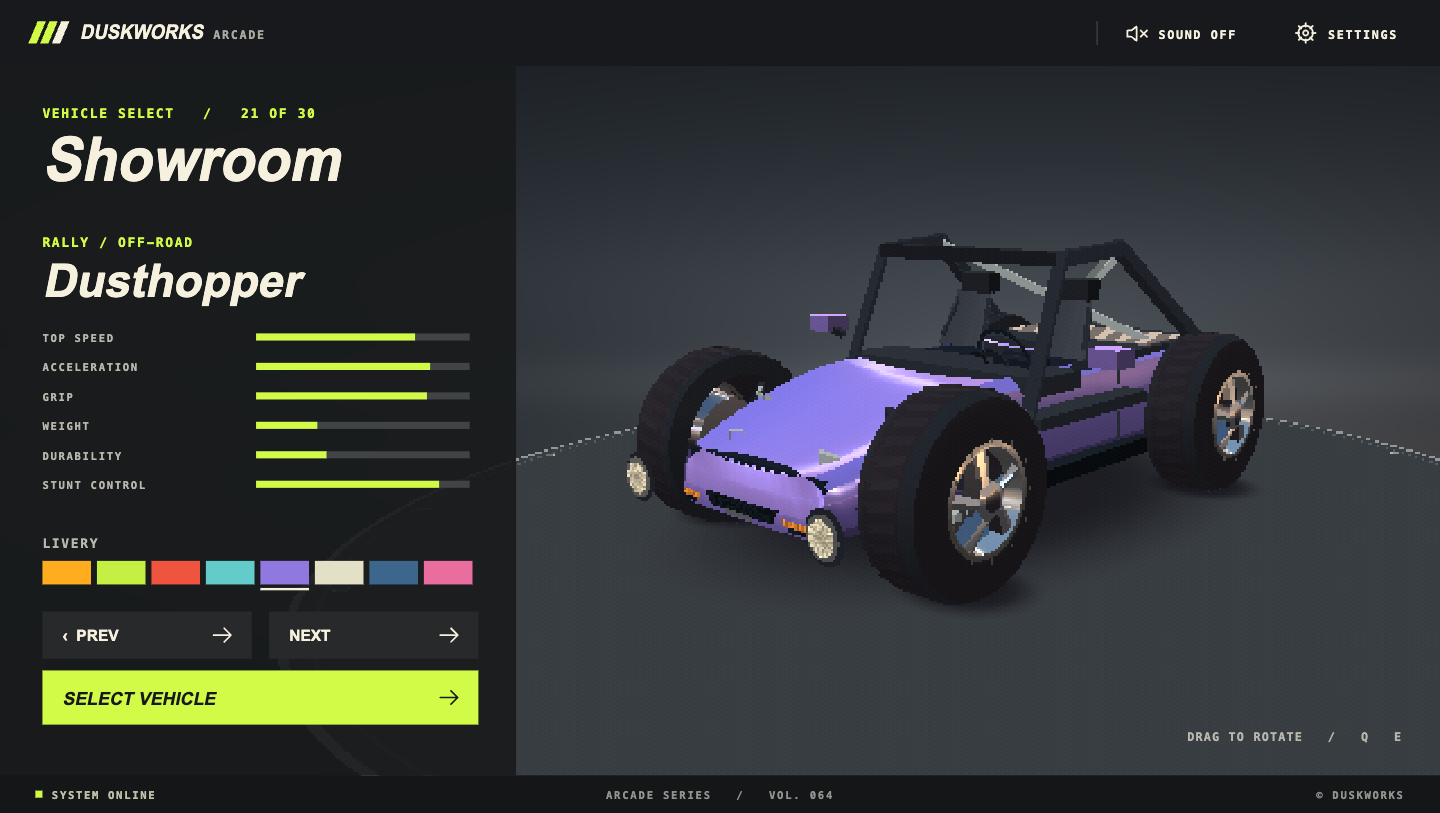 DUSKWORKS ARCADE
SOUND OFF
SETTINGS
VEHICLE SELECT / 21 OF 30
Showroom
RALLY / OFF-ROAD
Dusthopper
TOP SPEED
ACCELERATION
GRIP
WEIGHT
DURABILITY
STUNT CONTROL
LIVERY
‹ PREV
NEXT
SELECT VEHICLE
DRAG TO ROTATE / Q E
SYSTEM ONLINE
ARCADE SERIES / VOL. 064
© DUSKWORKS